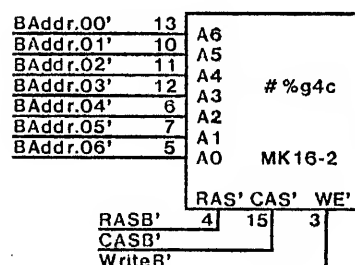 BAddr.00' 13 A6
BAddr.01' 10 A5
BAddr.02' 11 A4
BAddr.03' 12 A3 #%g4c
BAddr.04' 6 A2
BAddr.05' 7 A1
BAddr.06' 5 A0 MK16-2
RAS' CAS' WE'
RASB' 4 15 3
CASB'
WriteB'